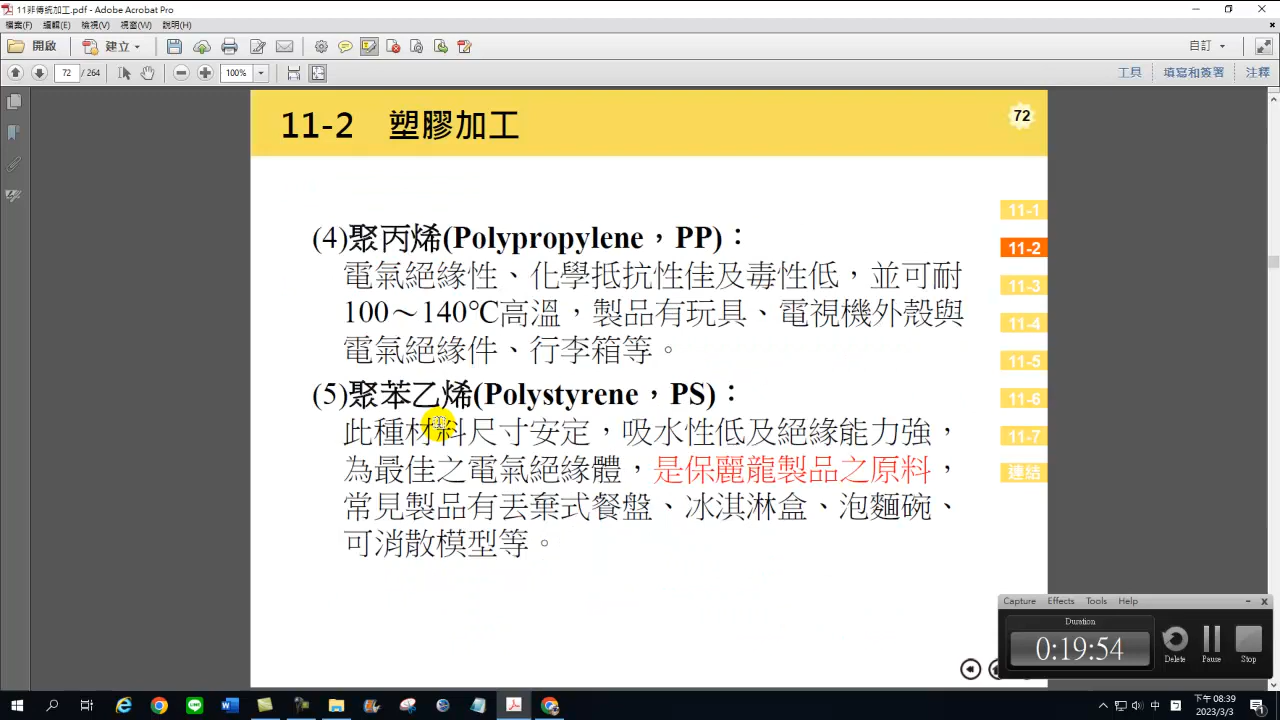 11非傳統加工.pdf - Adobe Acrobat Pro
檔案(F) 編輯(E) 檢視(V) 視窗(W) 說明(H)
開啟 建立 自訂
72 / 264 100% 工具 填寫和簽署 注釋
11-2 塑膠加工 72
(4)聚丙烯(Polypropylene，PP)：
電氣絕緣性、化學抵抗性佳及毒性低，並可耐
100～140℃高溫，製品有玩具、電視機外殼與
電氣絕緣件、行李箱等。
(5)聚苯乙烯(Polystyrene，PS)：
此種材料尺寸安定，吸水性低及絕緣能力強，
為最佳之電氣絕緣體，是保麗龍製品之原料，
常見製品有丟棄式餐盤、冰淇淋盒、泡麵碗、
可消散模型等。
11-1
11-2
11-3
11-4
11-5
11-6
11-7
連結
Capture Effects Tools Help
Duration
0:19:54
Delete Pause Stop
LINE W 中 下午 08:39
2023/3/3 1